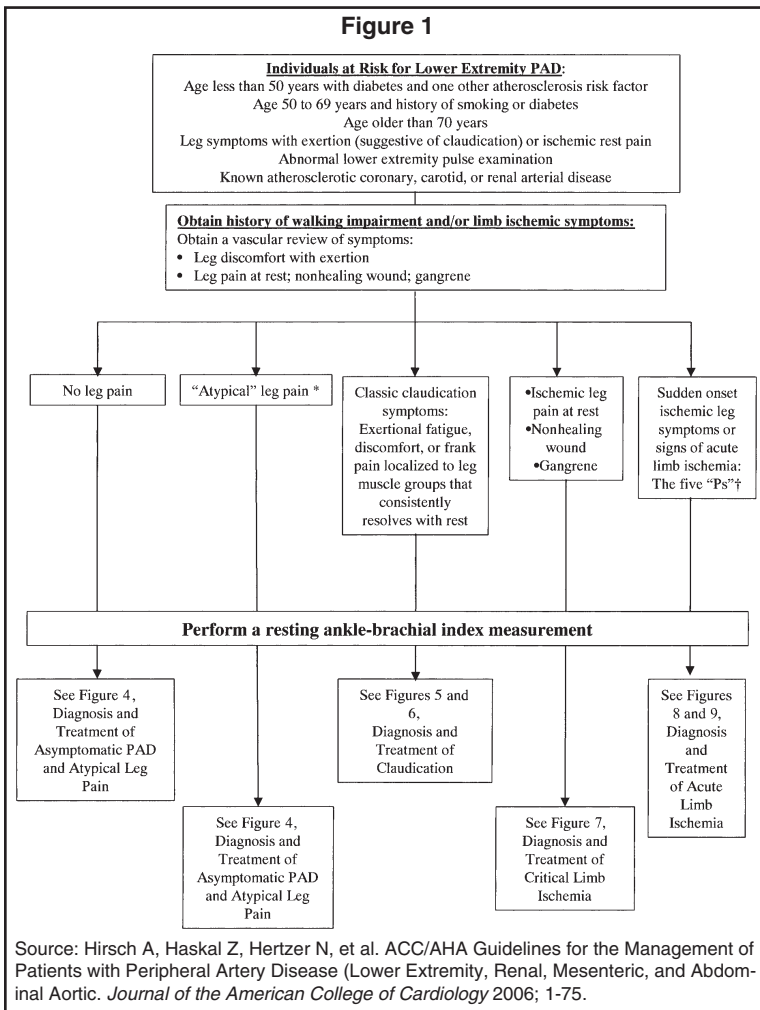 Figure 1
Individuals at Risk for Lower Extremity PAD:
Age less than 50 years with diabetes and one other atherosclerosis risk factor
Age 50 to 69 years and history of smoking or diabetes
Age older than 70 years
Leg symptoms with exertion (suggestive of claudication) or ischemic rest pain
Abnormal lower extremity pulse examination
Known atherosclerotic coronary, carotid, or renal arterial disease
Obtain history of walking impairment and/or limb ischemic symptoms:
Obtain a vascular review of symptoms:
• Leg discomfort with exertion
• Leg pain at rest; nonhealing wound; gangrene
No leg pain
“Atypical” leg pain *
Classic claudication
symptoms:
Exertional fatigue,
discomfort, or frank
pain localized to leg
muscle groups that
consistently
resolves with rest
•Ischemic leg
pain at rest
•Nonhealing
wound
•Gangrene
Sudden onset
ischemic leg
symptoms or
signs of acute
limb ischemia:
The five “Ps”†
Perform a resting ankle-brachial index measurement
See Figure 4,
Diagnosis and
Treatment of
Asymptomatic PAD
and Atypical Leg
Pain
See Figure 4,
Diagnosis and
Treatment of
Asymptomatic PAD
and Atypical Leg
Pain
See Figures 5 and
6,
Diagnosis and
Treatment of
Claudication
See Figure 7,
Diagnosis and
Treatment of
Critical Limb
Ischemia
See Figures
8 and 9,
Diagnosis
and
Treatment
of Acute
Limb
Ischemia
Source: Hirsch A, Haskal Z, Hertzer N, et al. ACC/AHA Guidelines for the Management of
Patients with Peripheral Artery Disease (Lower Extremity, Renal, Mesenteric, and Abdom-
inal Aortic. Journal of the American College of Cardiology 2006; 1-75.